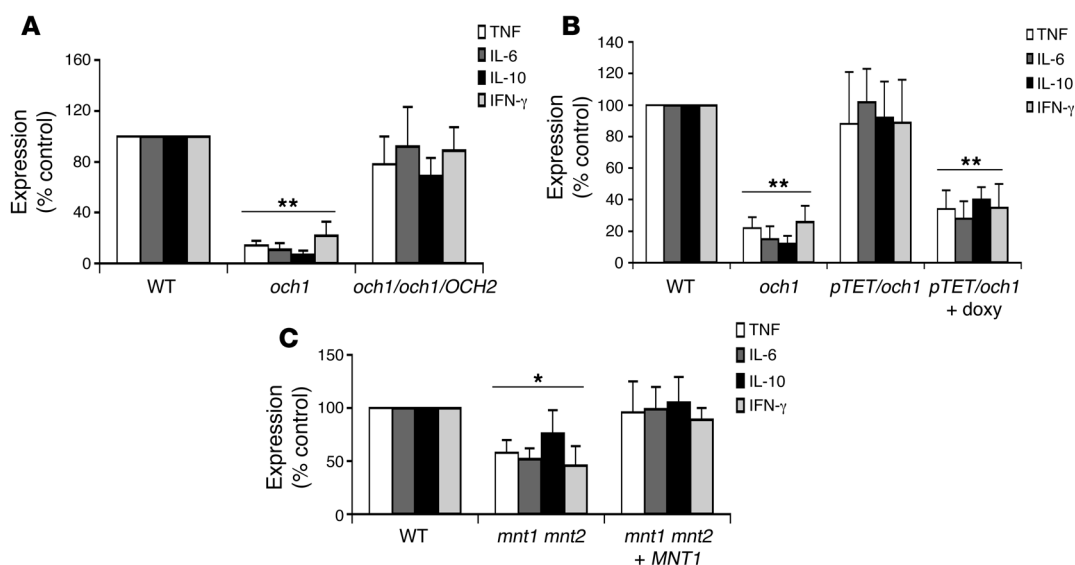 A
TNF
IL-6
IL-10
IFN-γ
Expression
(% control)
160
120
80
40
0
**
WT
och1
och1/och1/OCH2
B
TNF
IL-6
IL-10
IFN-γ
Expression
(% control)
140
120
100
80
60
40
20
0
**
**
WT
och1
pTET/och1
pTET/och1
+ doxy
C
TNF
IL-6
IL-10
IFN-γ
Expression
(% control)
150
100
50
0
*
WT
mnt1 mnt2
mnt1 mnt2
+ MNT1